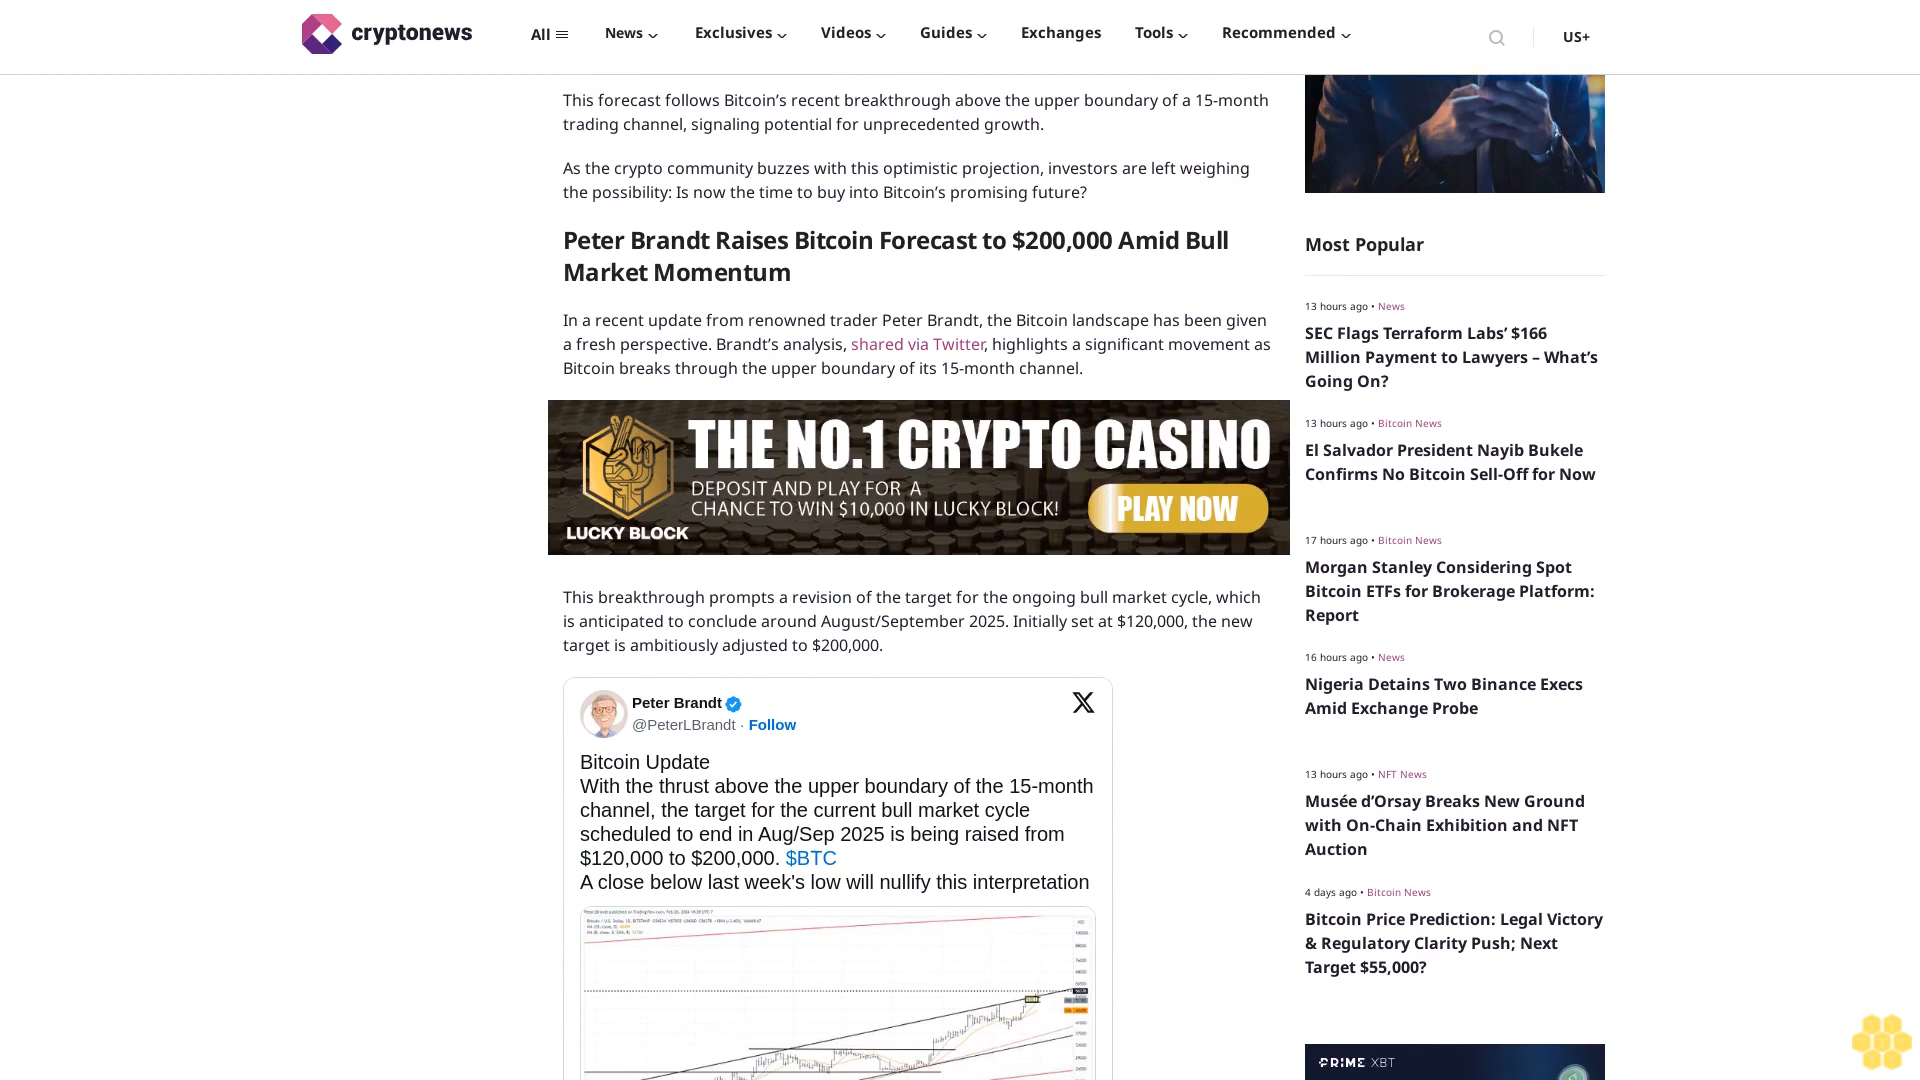 cryptonews
All
News
Exclusives
Videos
Guides
Exchanges
Tools
Recommended
US+
This forecast follows Bitcoin’s recent breakthrough above the upper boundary of a 15-month
trading channel, signaling potential for unprecedented growth.
As the crypto community buzzes with this optimistic projection, investors are left weighing
the possibility: Is now the time to buy into Bitcoin’s promising future?
Peter Brandt Raises Bitcoin Forecast to $200,000 Amid Bull
Market Momentum
In a recent update from renowned trader Peter Brandt, the Bitcoin landscape has been given
a fresh perspective. Brandt’s analysis, shared via Twitter, highlights a significant movement as
Bitcoin breaks through the upper boundary of its 15-month channel.
THE NO.1 CRYPTO CASINO
DEPOSIT AND PLAY FOR A
CHANCE TO WIN $10,000 IN LUCKY BLOCK!
PLAY NOW
LUCKY BLOCK
This breakthrough prompts a revision of the target for the ongoing bull market cycle, which
is anticipated to conclude around August/September 2025. Initially set at $120,000, the new
target is ambitiously adjusted to $200,000.
Peter Brandt
@PeterLBrandt · Follow
Bitcoin Update
With the thrust above the upper boundary of the 15-month
channel, the target for the current bull market cycle
scheduled to end in Aug/Sep 2025 is being raised from
$120,000 to $200,000. $BTC
A close below last week's low will nullify this interpretation
Most Popular
13 hours ago • News
SEC Flags Terraform Labs’ $166
Million Payment to Lawyers – What’s
Going On?
13 hours ago • Bitcoin News
El Salvador President Nayib Bukele
Confirms No Bitcoin Sell-Off for Now
17 hours ago • Bitcoin News
Morgan Stanley Considering Spot
Bitcoin ETFs for Brokerage Platform:
Report
16 hours ago • News
Nigeria Detains Two Binance Execs
Amid Exchange Probe
13 hours ago • NFT News
Musée d’Orsay Breaks New Ground
with On-Chain Exhibition and NFT
Auction
4 days ago • Bitcoin News
Bitcoin Price Prediction: Legal Victory
& Regulatory Clarity Push; Next
Target $55,000?
PRIME XBT